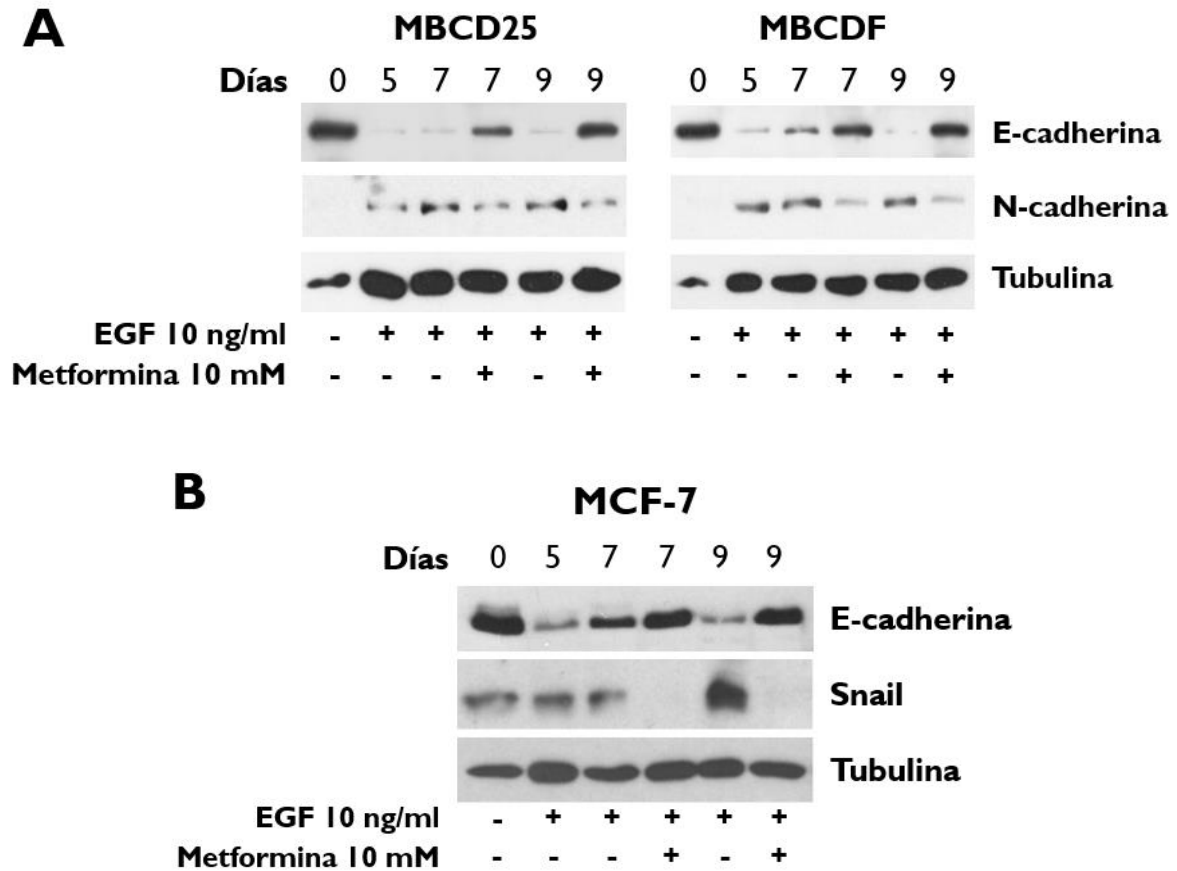 A
MBCD25 MBCDF
Días 0 5 7 7 9 9 0 5 7 7 9 9
E-cadherina
N-cadherina
Tubulina
EGF 10 ng/ml - + + + + + - + + + + +
Metformina 10 mM - - - + - + - - - + - +
B
MCF-7
Días 0 5 7 7 9 9
E-cadherina
Snail
Tubulina
EGF 10 ng/ml - + + + + +
Metformina 10 mM - - - + - +